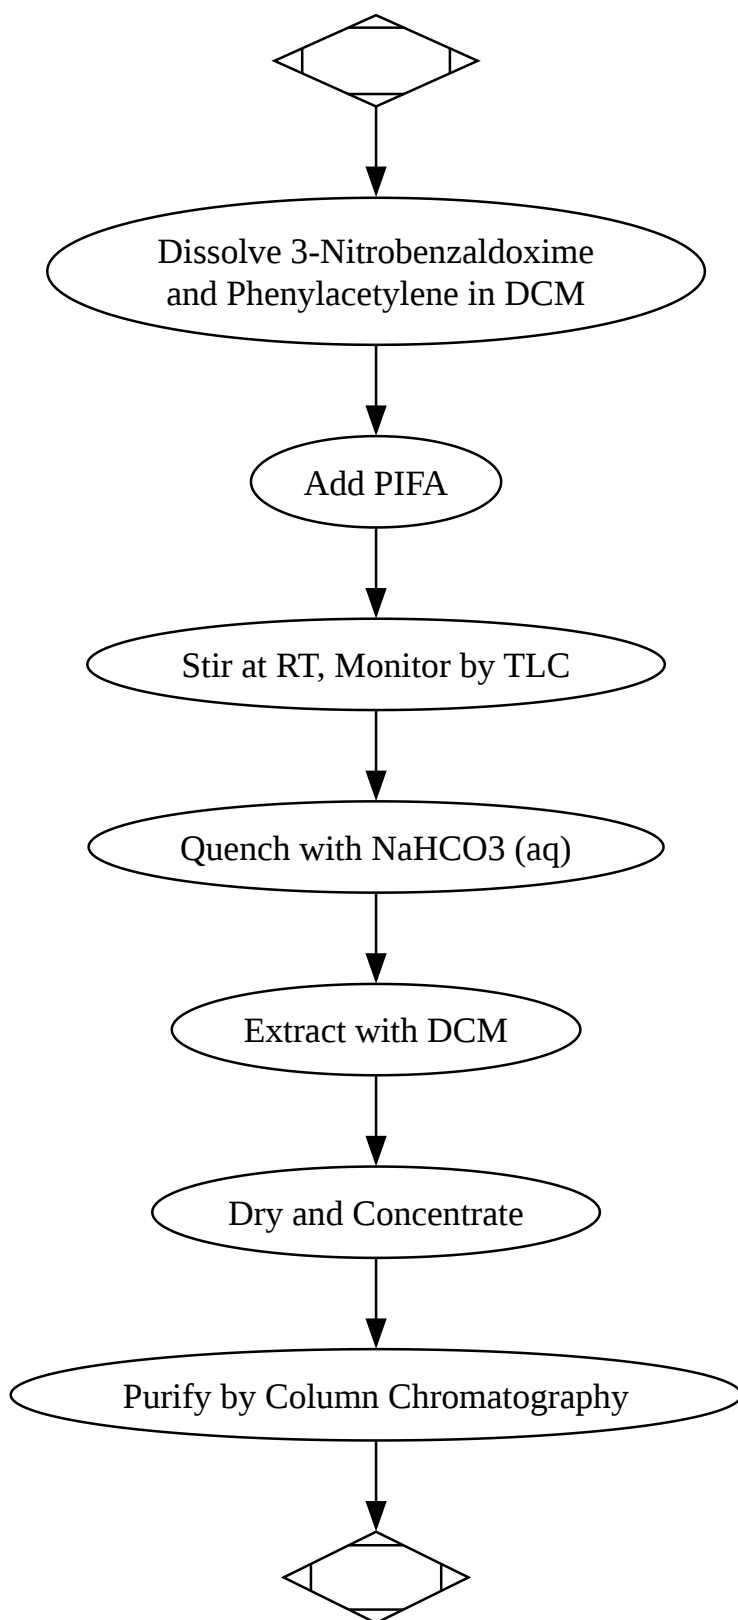 Dissolve 3-Nitrobenzaldoxime
and Phenylacetylene in DCM
Add PIFA
Stir at RT, Monitor by TLC
Quench with NaHCO3 (aq)
Extract with DCM
Dry and Concentrate
Purify by Column Chromatography